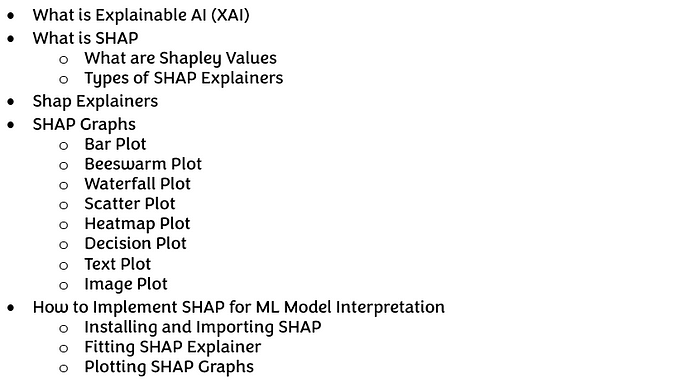 What is Explainable AI (XAI)
What is SHAP
What are Shapley Values
Types of SHAP Explainers
Shap Explainers
SHAP Graphs
Bar Plot
Beeswarm Plot
Waterfall Plot
Scatter Plot
Heatmap Plot
Decision Plot
Text Plot
Image Plot
How to Implement SHAP for ML Model Interpretation
Installing and Importing SHAP
Fitting SHAP Explainer
Plotting SHAP Graphs